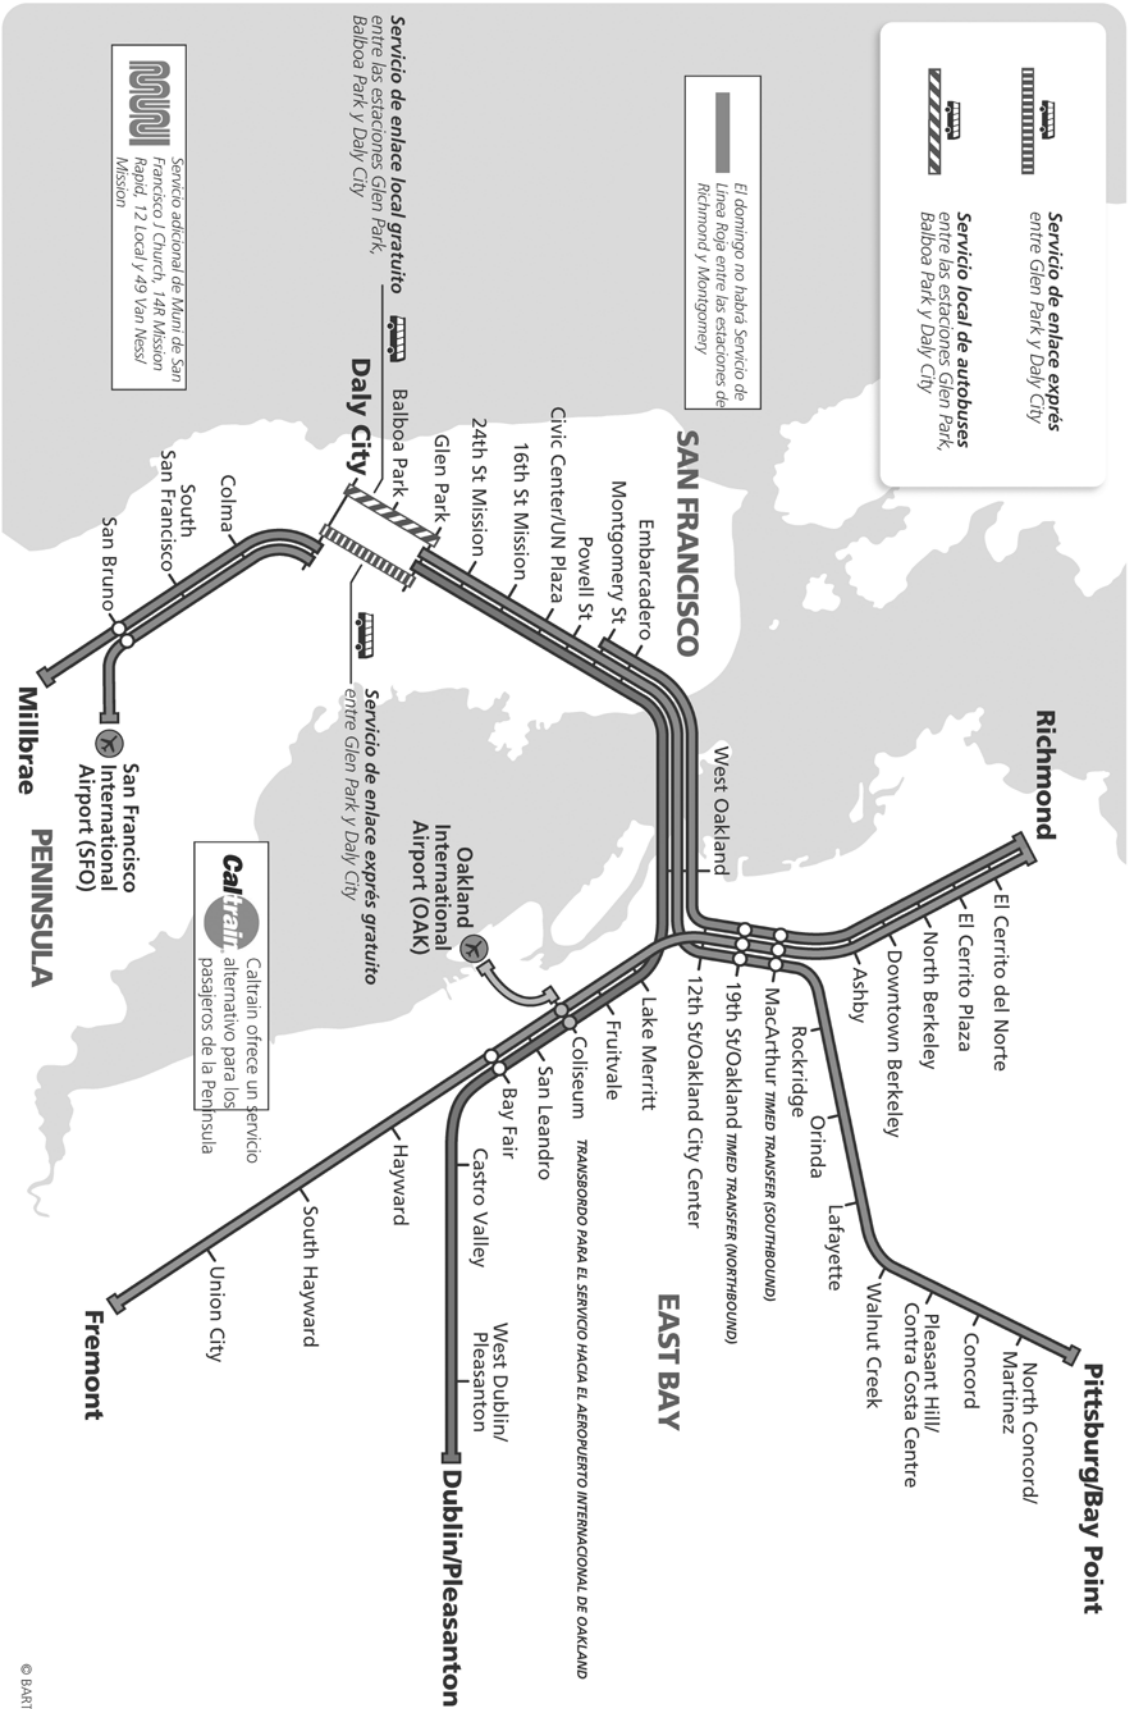 Servicio de enlace exprés
entre Glen Park y Daly City
Servicio local de autobuses
entre las estaciones Glen Park,
Balboa Park y Daly City
El domingo no habrá Servicio de
Línea Roja entre las estaciones de
Richmond y Montgomery
Servicio de enlace local gratuito
entre las estaciones Glen Park,
Balboa Park y Daly City
MUNI
Servicio adicional de Muni de San
Francisco J Church, 14R Mission
Rapid, 12 Local y 49 Van Ness/
Mission
Richmond
El Cerrito del Norte
El Cerrito Plaza
North Berkeley
Downtown Berkeley
Ashby
MacArthur TIMED TRANSFER (SOUTHBOUND)
19th St/Oakland TIMED TRANSFER (NORTHBOUND)
12th St/Oakland City Center
Rockridge
Orinda
Lafayette
Walnut Creek
Pleasant Hill/
Contra Costa Centre
Concord
North Concord/
Martinez
Pittsburg/Bay Point
SAN FRANCISCO
West Oakland
Embarcadero
Montgomery St
Powell St
Civic Center/UN Plaza
16th St Mission
24th St Mission
Glen Park
Balboa Park
Daly City
EAST BAY
Lake Merritt
Fruitvale
Coliseum TRANSBORDO PARA EL SERVICIO HACIA EL AEROPUERTO INTERNACIONAL DE OAKLAND
San Leandro
Bay Fair
Oakland
International
Airport (OAK)
Servicio de enlace exprés gratuito
entre Glen Park y Daly City
Castro Valley
West Dublin/
Pleasanton
Dublin/Pleasanton
Hayward
South Hayward
Union City
Fremont
Colma
South
San Francisco
San Bruno
San Francisco
International
Airport (SFO)
Millbrae
PENINSULA
Caltrain
Caltrain ofrece un servicio
alternativo para los
pasajeros de la Península
© BART